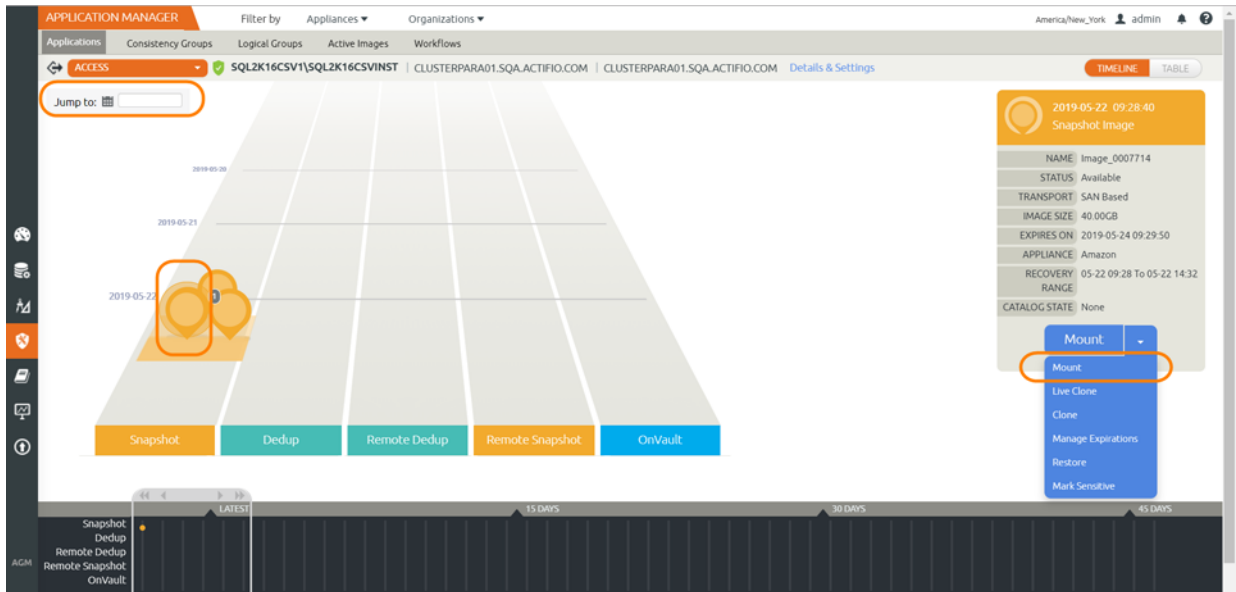 APPLICATION MANAGER
Filter by
Appliances
Organizations
America/New_York
admin
?
Applications
Consistency Groups
Logical Groups
Active Images
Workflows
ACCESS
SQL2K16CSV1\SQL2K16CSVINST | CLUSTERPARA01.SQA.ACTIFIO.COM | CLUSTERPARA01.SQA.ACTIFIO.COM
Details & Settings
TIMELINE
TABLE
Jump to:
2019-05-22 09:28:40
Snapshot Image
NAME Image_0007714
STATUS Available
TRANSPORT SAN Based
IMAGE SIZE 40.00GB
EXPIRES ON 2019-05-24 09:29:50
APPLIANCE Amazon
RECOVERY RANGE 05-22 09:28 To 05-22 14:32
CATALOG STATE None
Mount
Mount
Live Clone
Clone
Manage Expirations
Restore
Mark Sensitive
2019-05-20
2019-05-21
2019-05-22
Snapshot
Dedup
Remote Dedup
Remote Snapshot
OnVault
LATEST
15 DAYS
30 DAYS
45 DAYS
Snapshot
Dedup
Remote Dedup
Remote Snapshot
OnVault
AGM